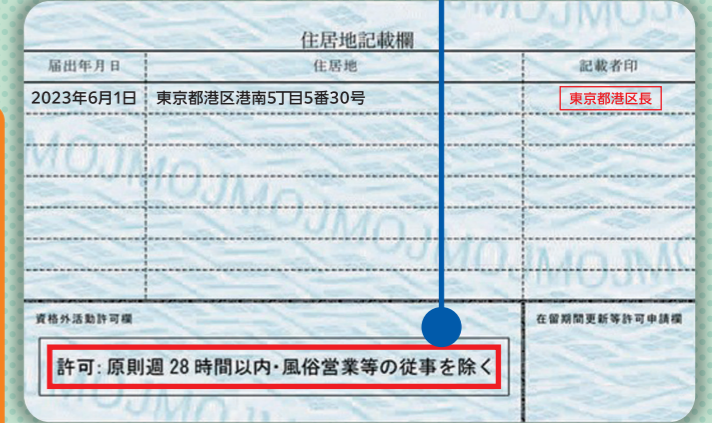 住居地記載欄
届出年月日 住居地 記載者印
2023年6月1日 東京都港区港南5丁目5番30号 東京都港区長
MOJMOJMOJMOJMOJMO
資格外活動許可欄 在留期間更新等許可申請欄
許可: 原則週 28 時間以内・風俗営業等の従事を除く